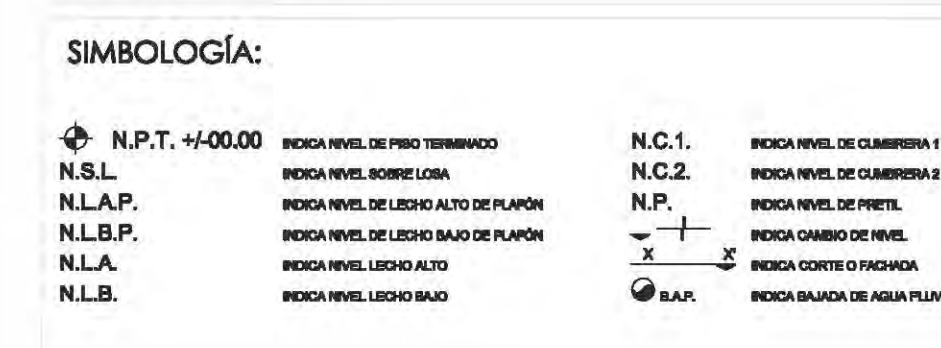 SIMBOLOGÍA:
N.P.T. +/-00.00 INDICA NIVEL DE PISO TERMINADO
N.S.L. INDICA NIVEL SOBRE LOSA
N.L.A.P. INDICA NIVEL DE LECHO ALTO DE PLAFÓN
N.L.B.P. INDICA NIVEL DE LECHO BAJO DE PLAFÓN
N.L.A. INDICA NIVEL LECHO ALTO
N.L.B. INDICA NIVEL LECHO BAJO
N.C.1. INDICA NIVEL DE CUMBRERA 1
N.C.2. INDICA NIVEL DE CUMBRERA 2
N.P. INDICA NIVEL DE PRETIL
INDICA CAMBIO DE NIVEL
X X' INDICA CORTE O FACHADA
B.A.P. INDICA BAJADA DE AGUA PLUV